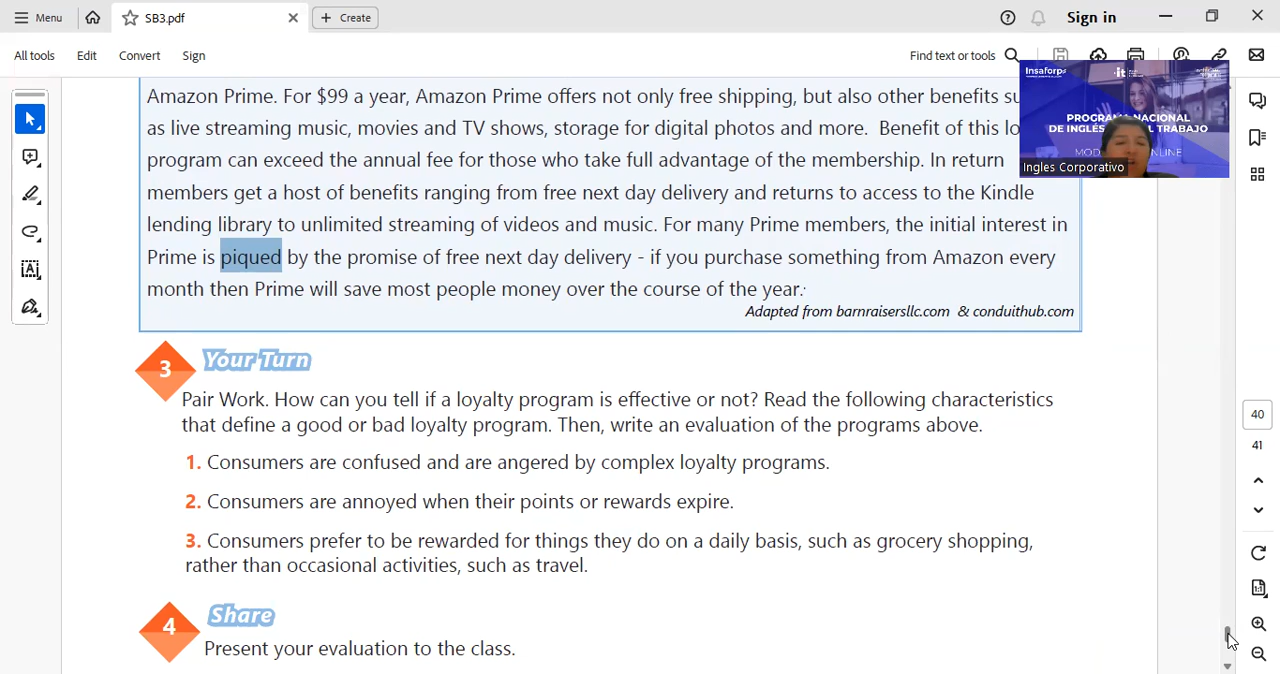 Menu
SB3.pdf
Create
Sign in
All tools
Edit
Convert
Sign
Find text or tools
Amazon Prime. For $99 a year, Amazon Prime offers not only free shipping, but also other benefits su
as live streaming music, movies and TV shows, storage for digital photos and more. Benefit of this lo
program can exceed the annual fee for those who take full advantage of the membership. In return
members get a host of benefits ranging from free next day delivery and returns to access to the Kindle
lending library to unlimited streaming of videos and music. For many Prime members, the initial interest in
Prime is piqued by the promise of free next day delivery - if you purchase something from Amazon every
month then Prime will save most people money over the course of the year.
Adapted from barnraisersllc.com & conduithub.com
Insaforp
it
PROGRAMA NACIONAL
DE INGLÉS TRABAJO
MOD LINE
Ingles Corporativo
3 Your Turn
Pair Work. How can you tell if a loyalty program is effective or not? Read the following characteristics
that define a good or bad loyalty program. Then, write an evaluation of the programs above.
1. Consumers are confused and are angered by complex loyalty programs.
2. Consumers are annoyed when their points or rewards expire.
3. Consumers prefer to be rewarded for things they do on a daily basis, such as grocery shopping,
rather than occasional activities, such as travel.
4 Share
Present your evaluation to the class.
40
41